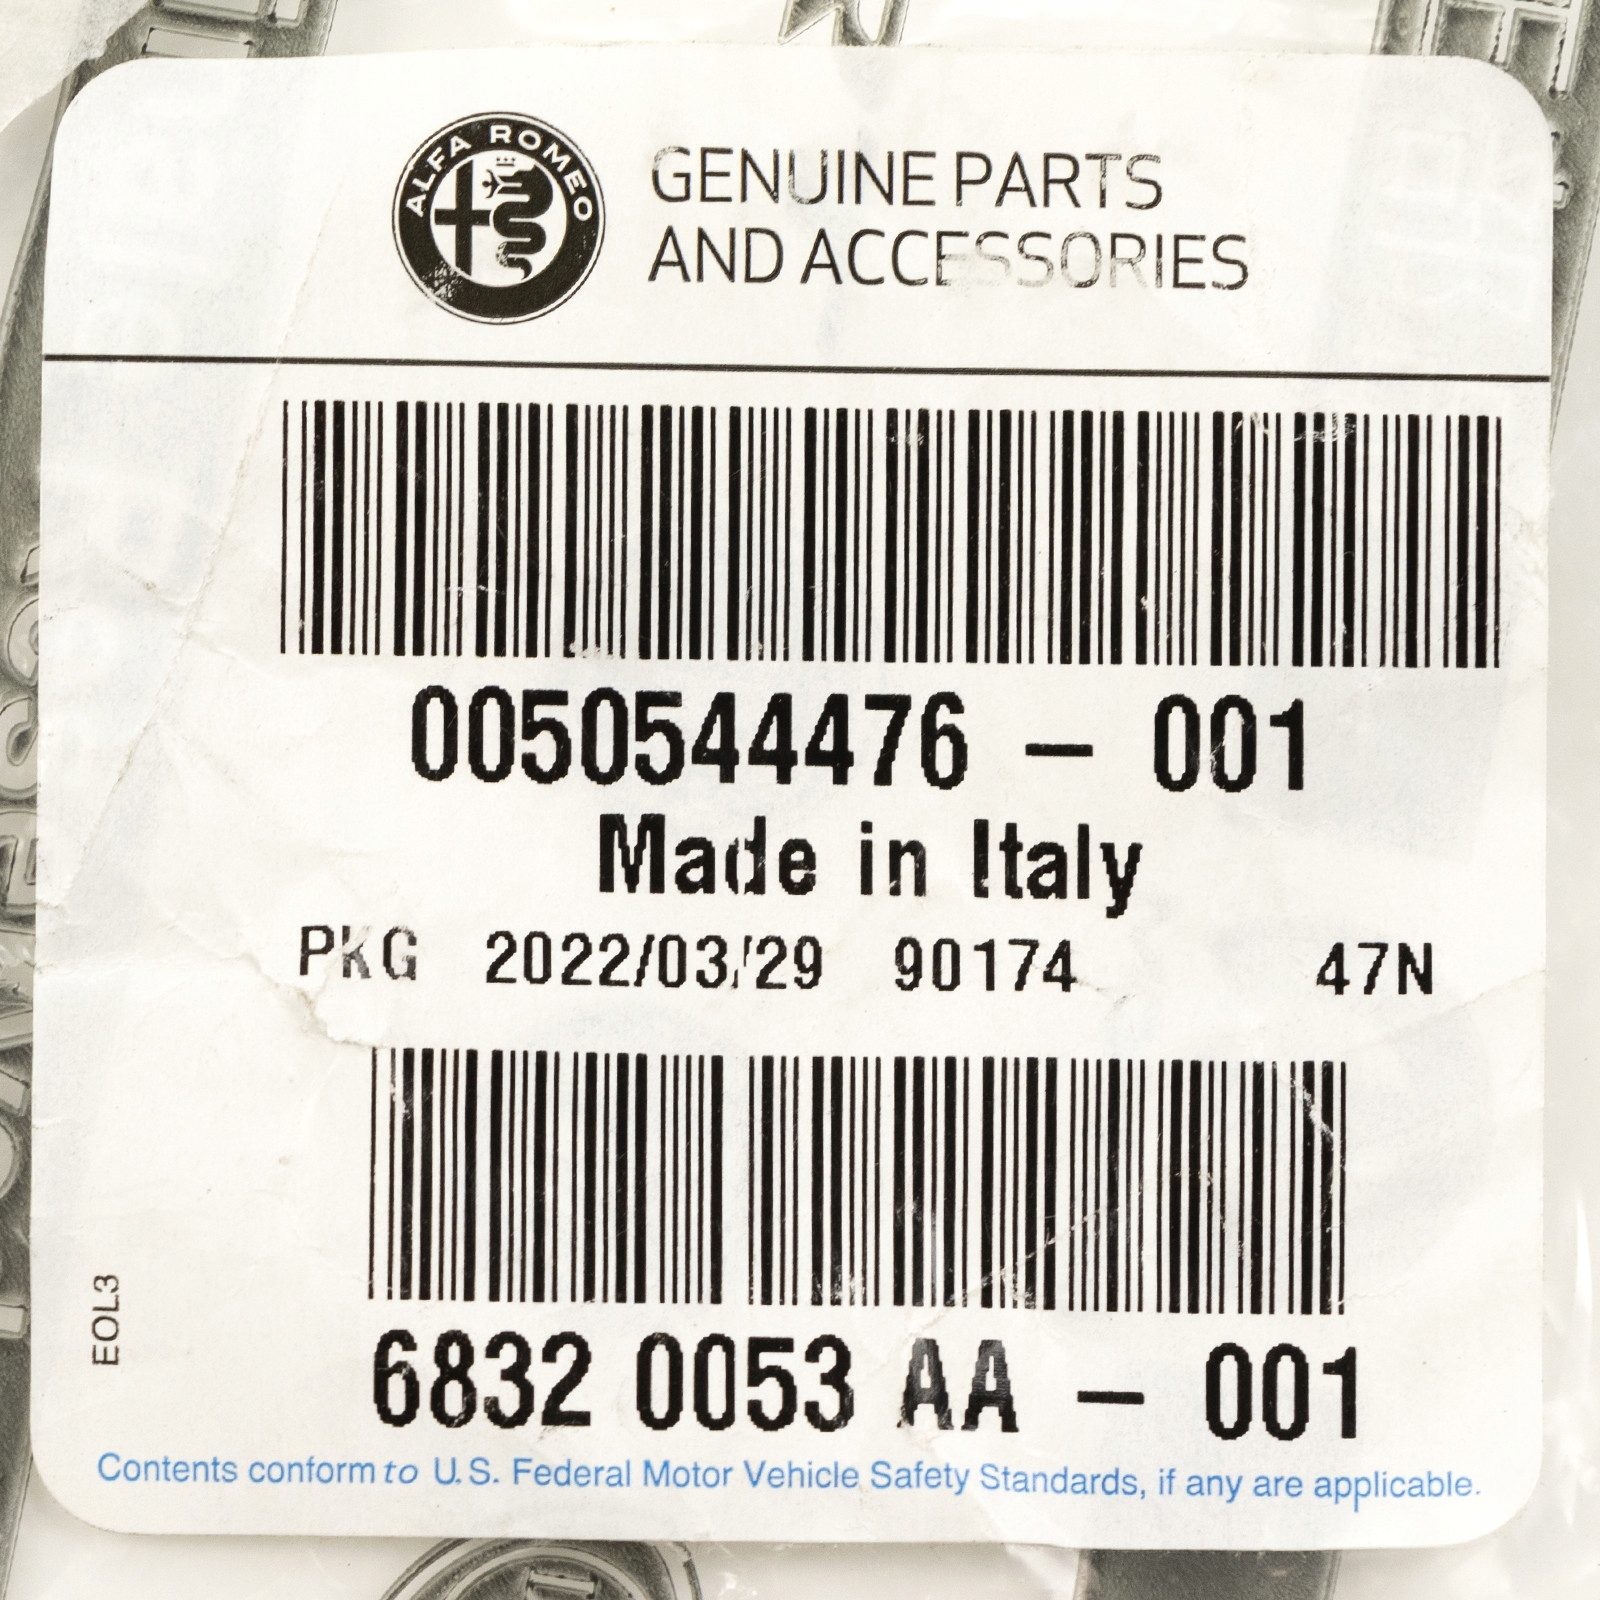 ALFA ROMEO
GENUINE PARTS
AND ACCESSORIES
0050544476 – 001
Made in Italy
PKG 2022/03/29 90174 47N
EOL3
6832 0053 AA – 001
Contents conform to U.S. Federal Motor Vehicle Safety Standards, if any are applicable.